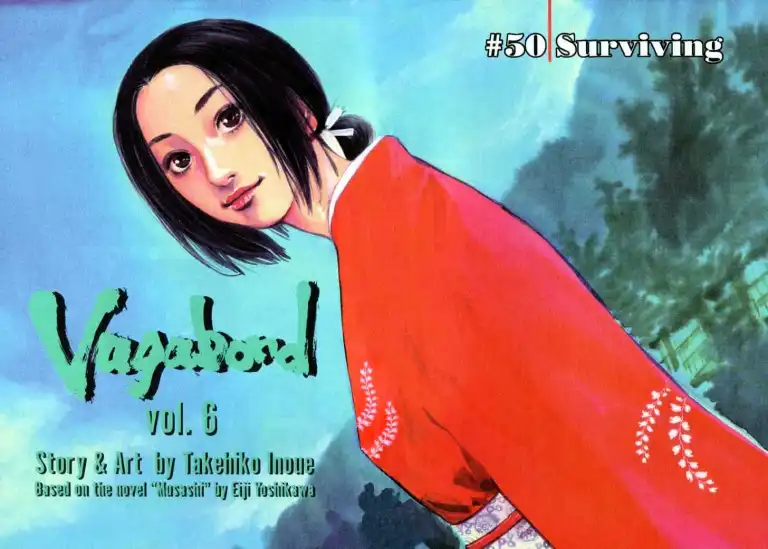 #50 Surviving
Vagabond
vol. 6
Story & Art by Takehiko Inoue
Based on the novel "Musashi" by Eiji Yoshikawa